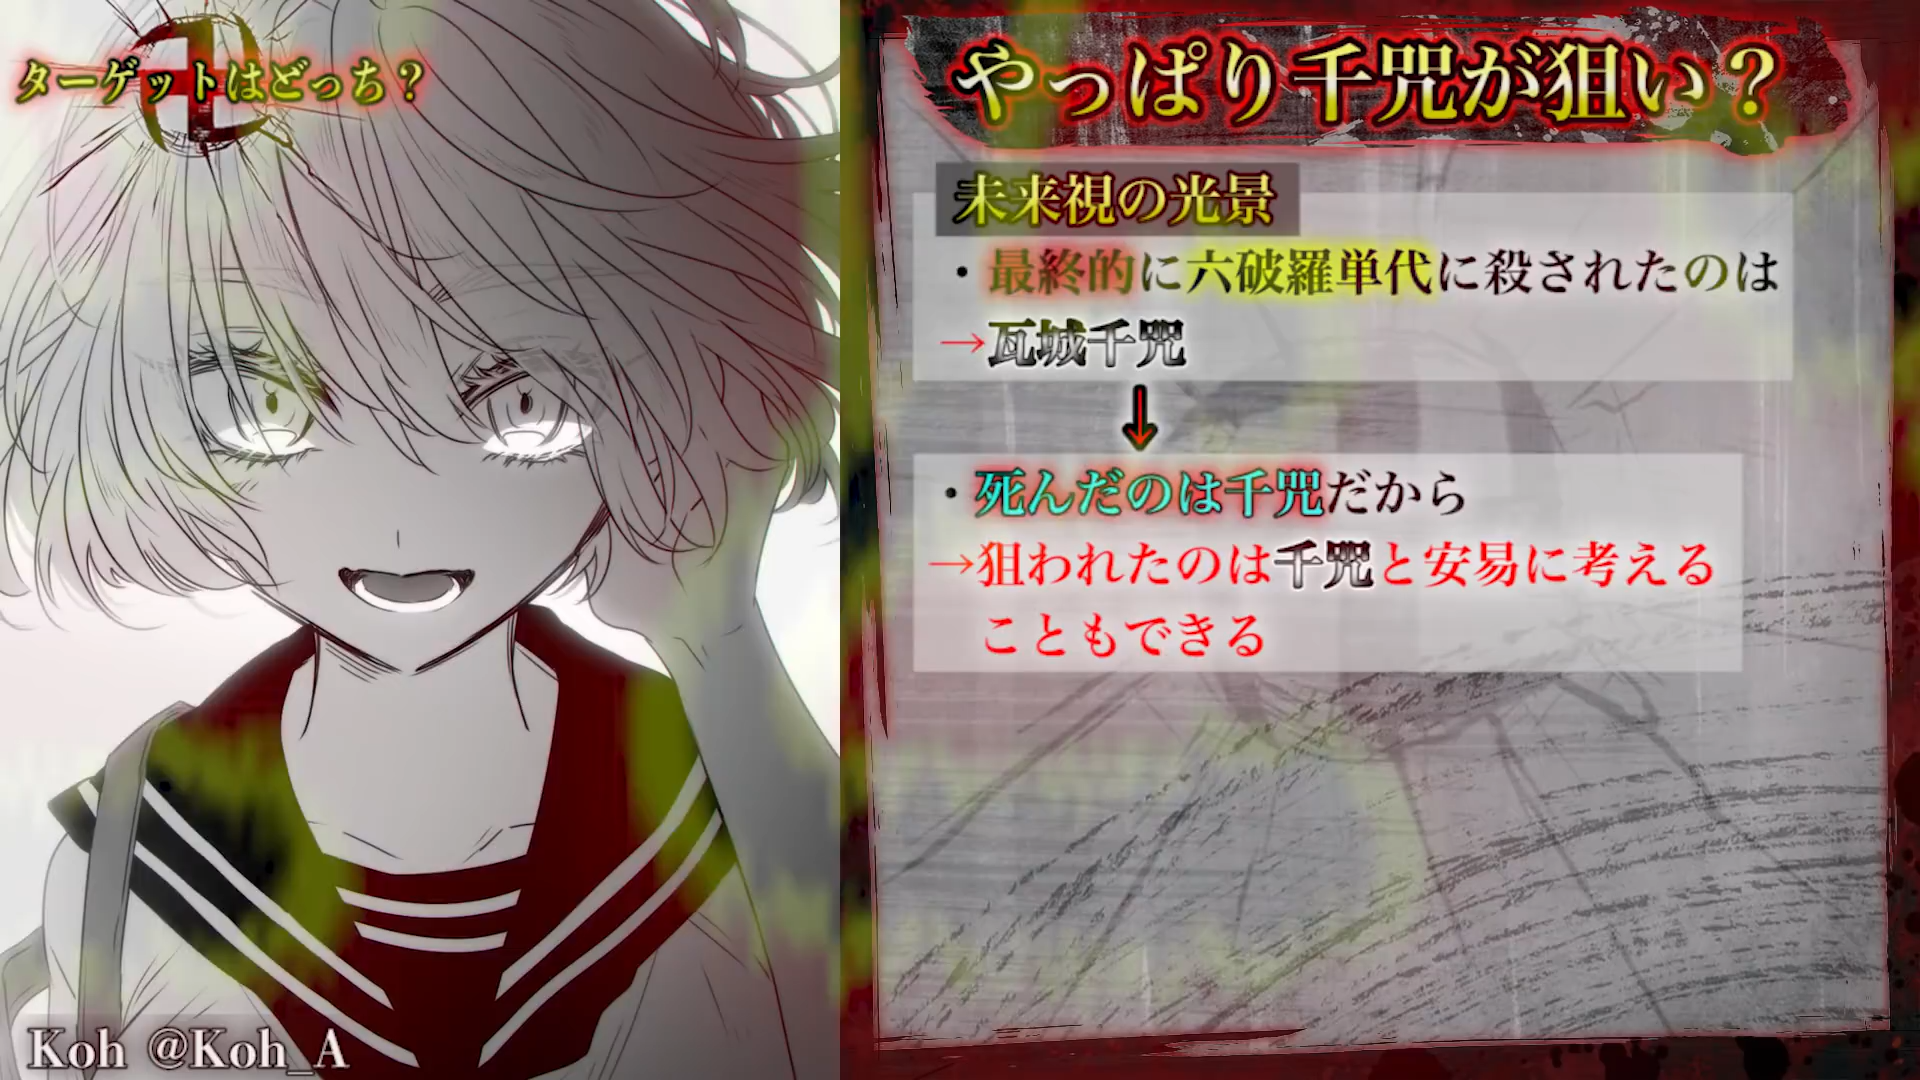 ターゲットはどっち？
やっぱり千咒が狙い？
未来視の光景
・最終的に六破羅単代に殺されたのは
→瓦城千咒
↓
・死んだのは千咒だから
→狙われたのは千咒と安易に考える
こともできる
Koh @Koh_A